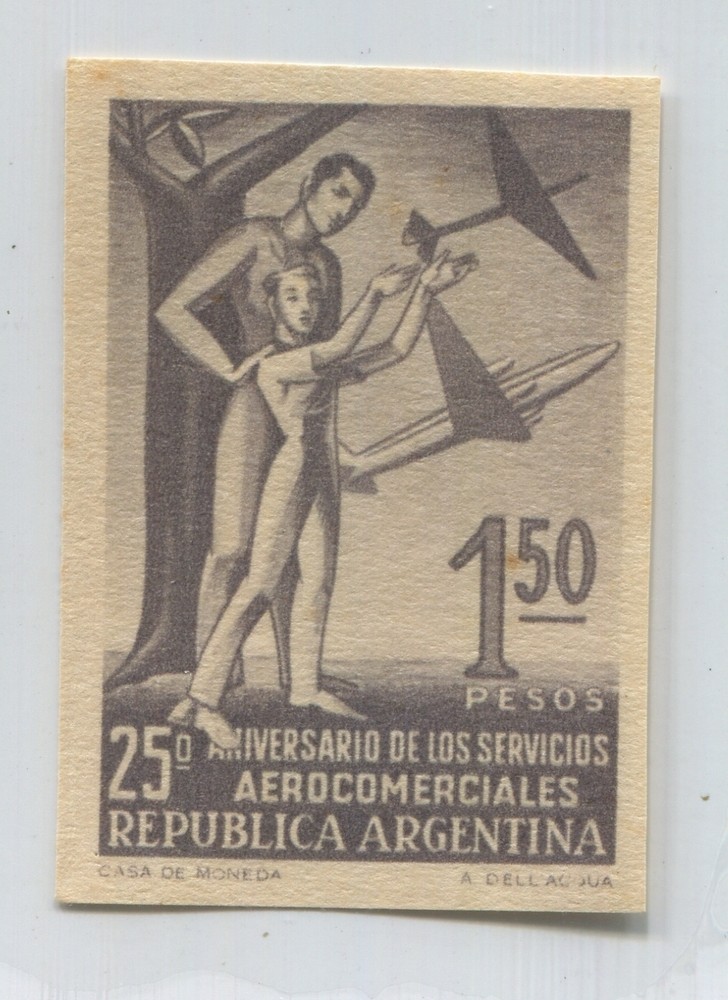 1 50
PESOS
25º ANIVERSARIO DE LOS SERVICIOS
AEROCOMERCIALES
REPUBLICA ARGENTINA
CASA DE MONEDA A. DELL'ACQUA